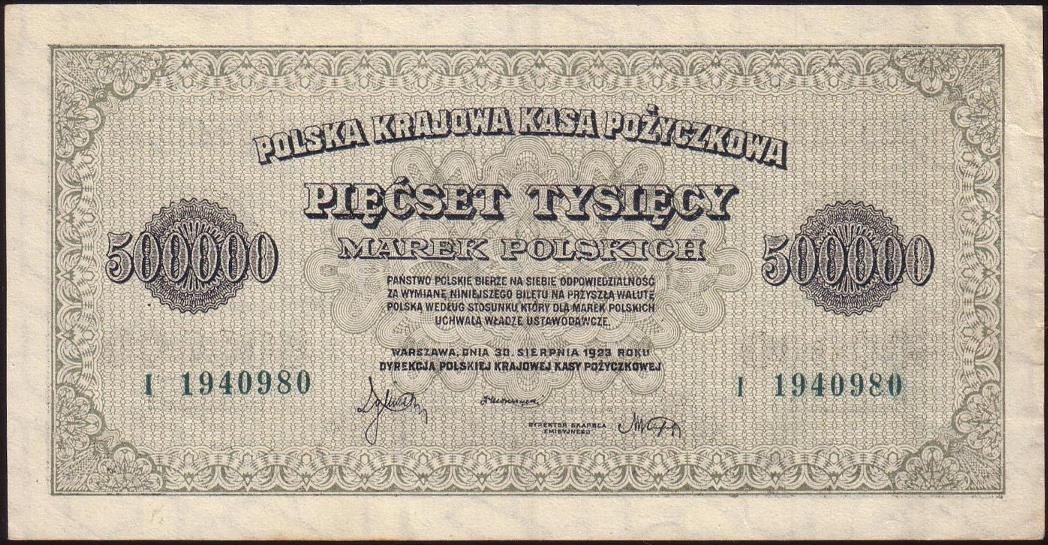 POLSKA KRAJOWA KASA POŻYCZKOWA
PIĘĆSET TYSIĘCY
MAREK POLSKICH
500000
500000
PAŃSTWO POLSKIE BIERZE NA SIEBIE ODPOWIEDZIALNOŚĆ
ZA WYMIANĘ NINIEJSZEGO BILETU NA PRZYSZŁĄ WALUTĘ
POLSKĄ WEDŁUG STOSUNKU, KTÓRY DLA MAREK POLSKICH
UCHWALĄ WŁADZE USTAWODAWCZE.
WARSZAWA, DNIA 30. SIERPNIA 1923 ROKU
DYREKCJA POLSKIEJ KRAJOWEJ KASY POŻYCZKOWEJ
I 1940980
I 1940980
DYREKTOR SKARBCA
EMISYJNEGO